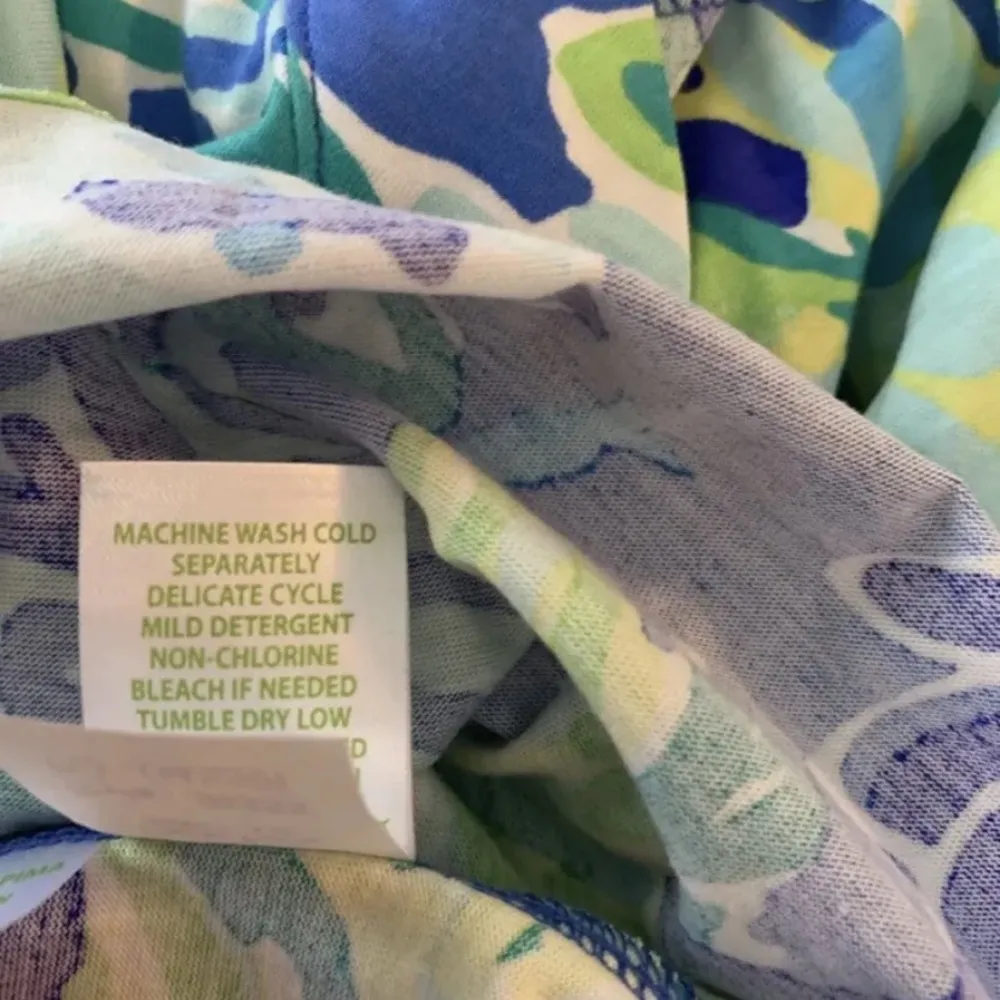 MACHINE WASH COLD
SEPARATELY
DELICATE CYCLE
MILD DETERGENT
NON-CHLORINE
BLEACH IF NEEDED
TUMBLE DRY LOW
D